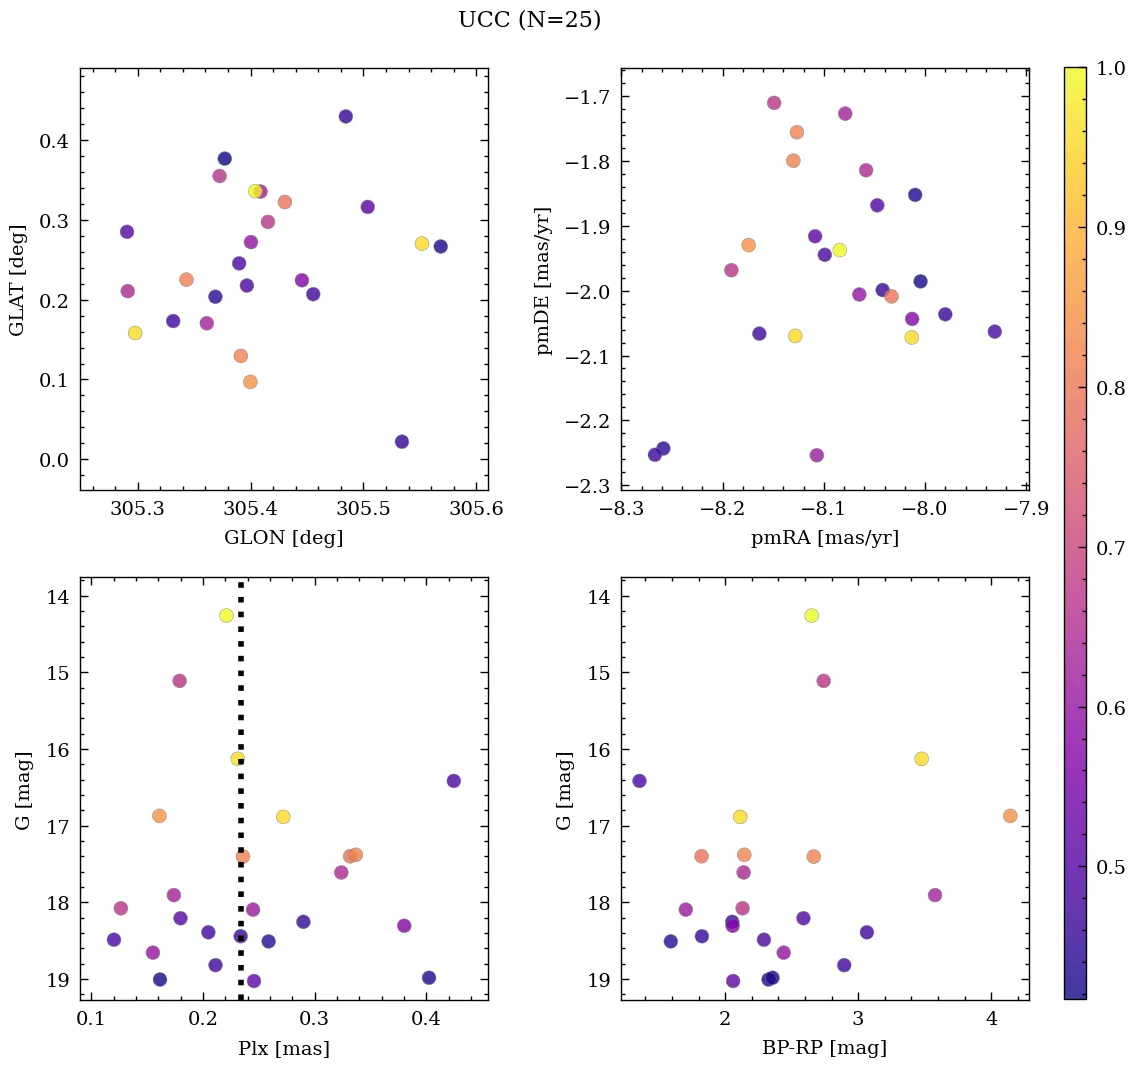 UCC (N=25)
GLAT [deg]
0.4
0.3
0.2
0.1
0.0
305.3 305.4 305.5 305.6
GLON [deg]
pmDE [mas/yr]
−1.7
−1.8
−1.9
−2.0
−2.1
−2.2
−2.3
−8.3 −8.2 −8.1 −8.0 −7.9
pmRA [mas/yr]
1.0
0.9
0.8
0.7
0.6
0.5
G [mag]
14
15
16
17
18
19
0.1 0.2 0.3 0.4
Plx [mas]
G [mag]
14
15
16
17
18
19
2 3 4
BP-RP [mag]